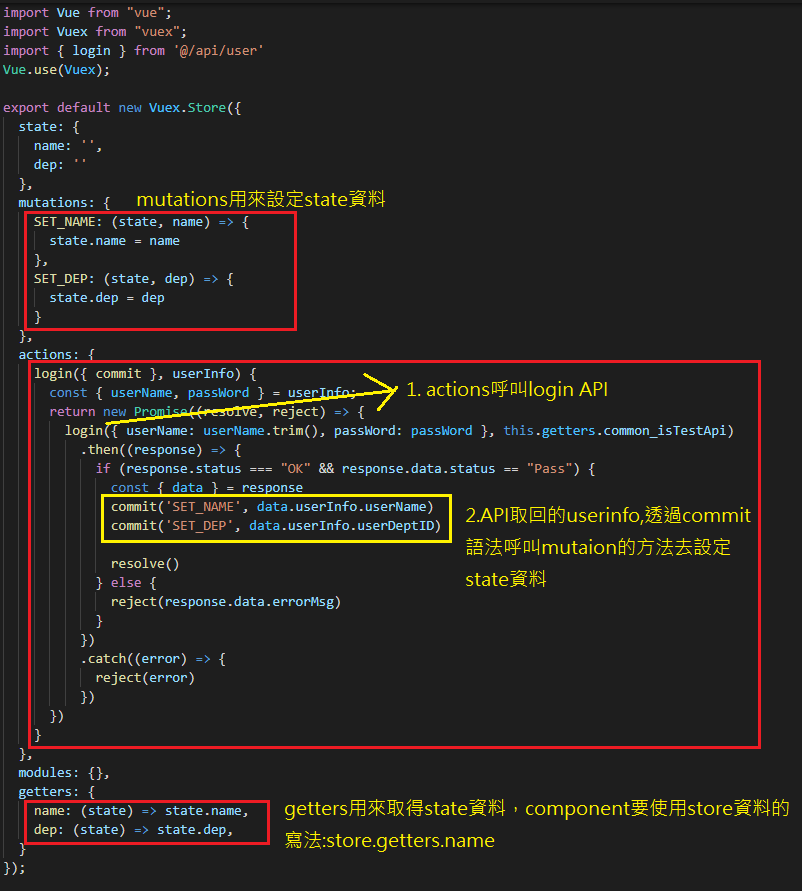 import Vue from "vue";
import Vuex from "vuex";
import { login } from '@/api/user'
Vue.use(Vuex);
export default new Vuex.Store({
state: {
name: '',
dep: ''
},
mutations: {
mutations用來設定state資料
SET_NAME: (state, name) => {
state.name = name
},
SET_DEP: (state, dep) => {
state.dep = dep
}
},
actions: {
login({ commit }, userInfo) {
const { userName, passWord } = userInfo;
1. actions呼叫login API
return new Promise((resolve, reject) => {
login({ userName: userName.trim(), passWord: passWord }, this.getters.common_isTestApi)
.then((response) => {
if (response.status === "OK" && response.data.status == "Pass") {
const { data } = response
commit('SET_NAME', data.userInfo.userName)
commit('SET_DEP', data.userInfo.userDeptID)
2.API取回的userinfo,透過commit
語法呼叫mutaion的方法去設定
state資料
resolve()
} else {
reject(response.data.errorMsg)
}
})
.catch((error) => {
reject(error)
})
})
}
},
modules: {},
getters: {
name: (state) => state.name,
dep: (state) => state.dep,
getters用來取得state資料，component要使用store資料的
寫法:store.getters.name
}
});